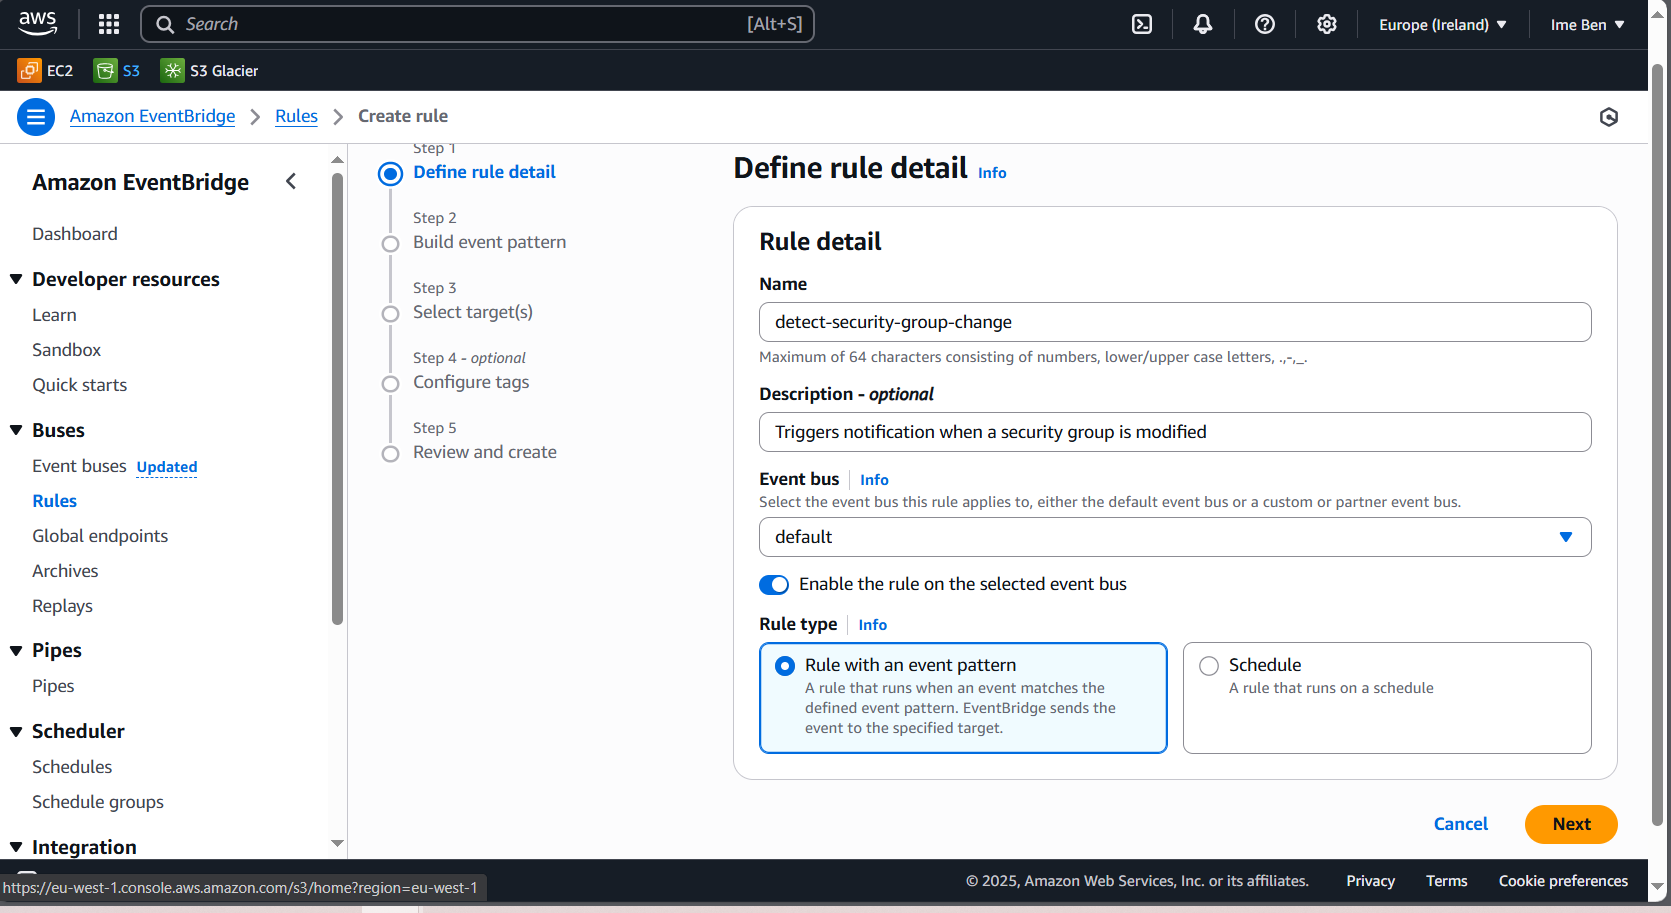 aws
Search [Alt+S]
Europe (Ireland) ▼
Ime Ben ▼
EC2
S3
S3 Glacier
Amazon EventBridge > Rules > Create rule
Amazon EventBridge
Dashboard
Developer resources
Learn
Sandbox
Quick starts
Buses
Event buses Updated
Rules
Global endpoints
Archives
Replays
Pipes
Pipes
Scheduler
Schedules
Schedule groups
Integration
Step 1
Define rule detail
Step 2
Build event pattern
Step 3
Select target(s)
Step 4 - optional
Configure tags
Step 5
Review and create
Define rule detail Info
Rule detail
Name
detect-security-group-change
Maximum of 64 characters consisting of numbers, lower/upper case letters, .,-,_.
Description - optional
Triggers notification when a security group is modified
Event bus Info
Select the event bus this rule applies to, either the default event bus or a custom or partner event bus.
default
Enable the rule on the selected event bus
Rule type Info
Rule with an event pattern
A rule that runs when an event matches the
defined event pattern. EventBridge sends the
event to the specified target.
Schedule
A rule that runs on a schedule
Cancel
Next
https://eu-west-1.console.aws.amazon.com/s3/home?region=eu-west-1
© 2025, Amazon Web Services, Inc. or its affiliates.
Privacy
Terms
Cookie preferences